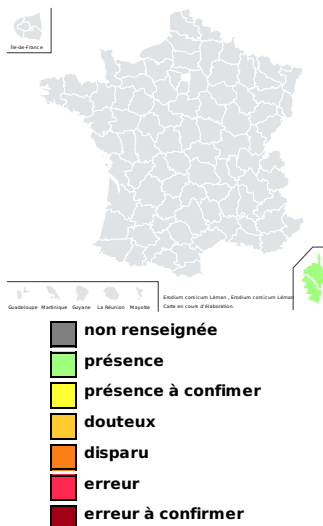 Île-de-France
Guadeloupe Martinique Guyane La Réunion Mayotte
Erodium corsicum Léman , Erodium corsicum Léman
Carte en cours d'élaboration.
non renseignée
présence
présence à confimer
douteux
disparu
erreur
erreur à confirmer